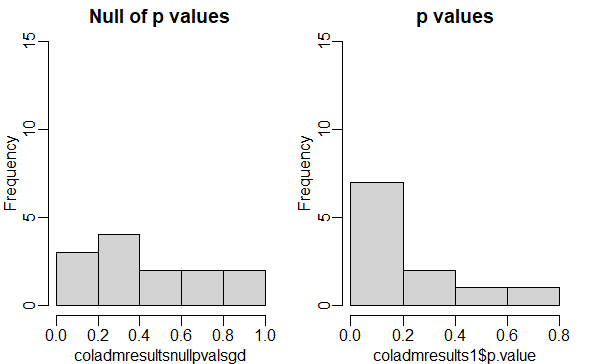 Null of p values
15
10
5
0
Frequency
0.0 0.2 0.4 0.6 0.8 1.0
coladmresultsnullpvalsgd
p values
15
10
5
0
Frequency
0.0 0.2 0.4 0.6 0.8
coladmresults1$p.value